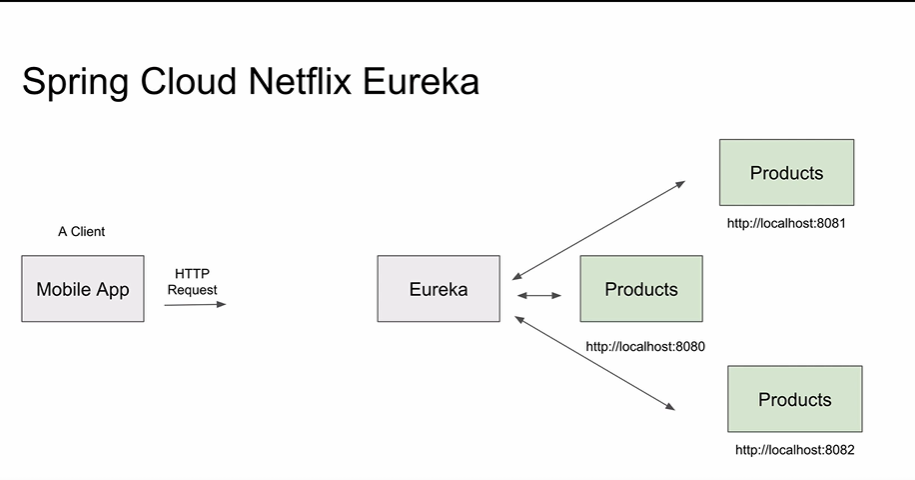 Spring Cloud Netflix Eureka
A Client
Mobile App
HTTP
Request
Eureka
Products
http://localhost:8081
Products
http://localhost:8080
Products
http://localhost:8082